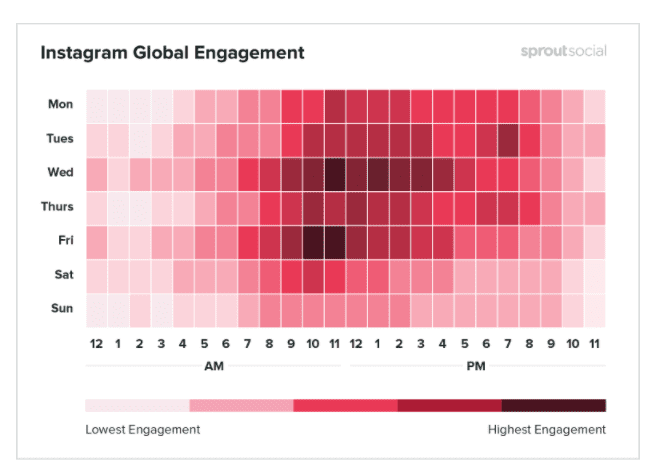 Instagram Global Engagement
sproutsocial
Mon
Tues
Wed
Thurs
Fri
Sat
Sun
12 1 2 3 4 5 6 7 8 9 10 11 12 1 2 3 4 5 6 7 8 9 10 11
AM PM
Lowest Engagement Highest Engagement